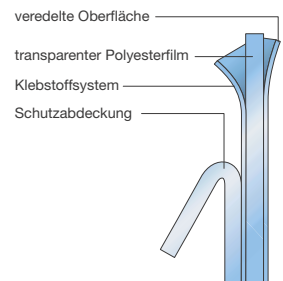 veredelte Oberfläche
transparenter Polyesterfilm
Klebstoffsystem
Schutzabdeckung